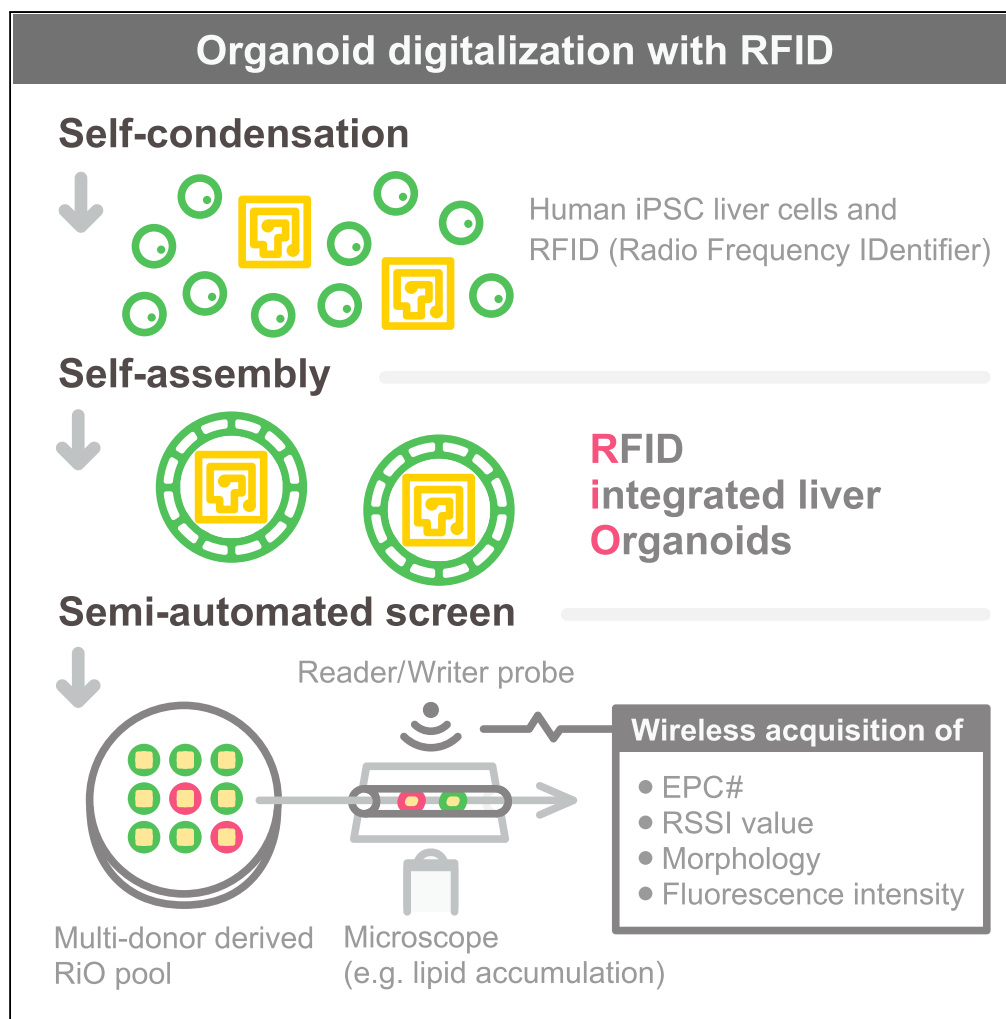 Organoid digitalization with RFID
Self-condensation
Human iPSC liver cells and
RFID (Radio Frequency IDentifier)
Self-assembly
RFID
integrated liver
Organoids
Semi-automated screen
Reader/Writer probe
Wireless acquisition of
• EPC#
• RSSI value
• Morphology
• Fluorescence intensity
Multi-donor derived
RiO pool
Microscope
(e.g. lipid accumulation)